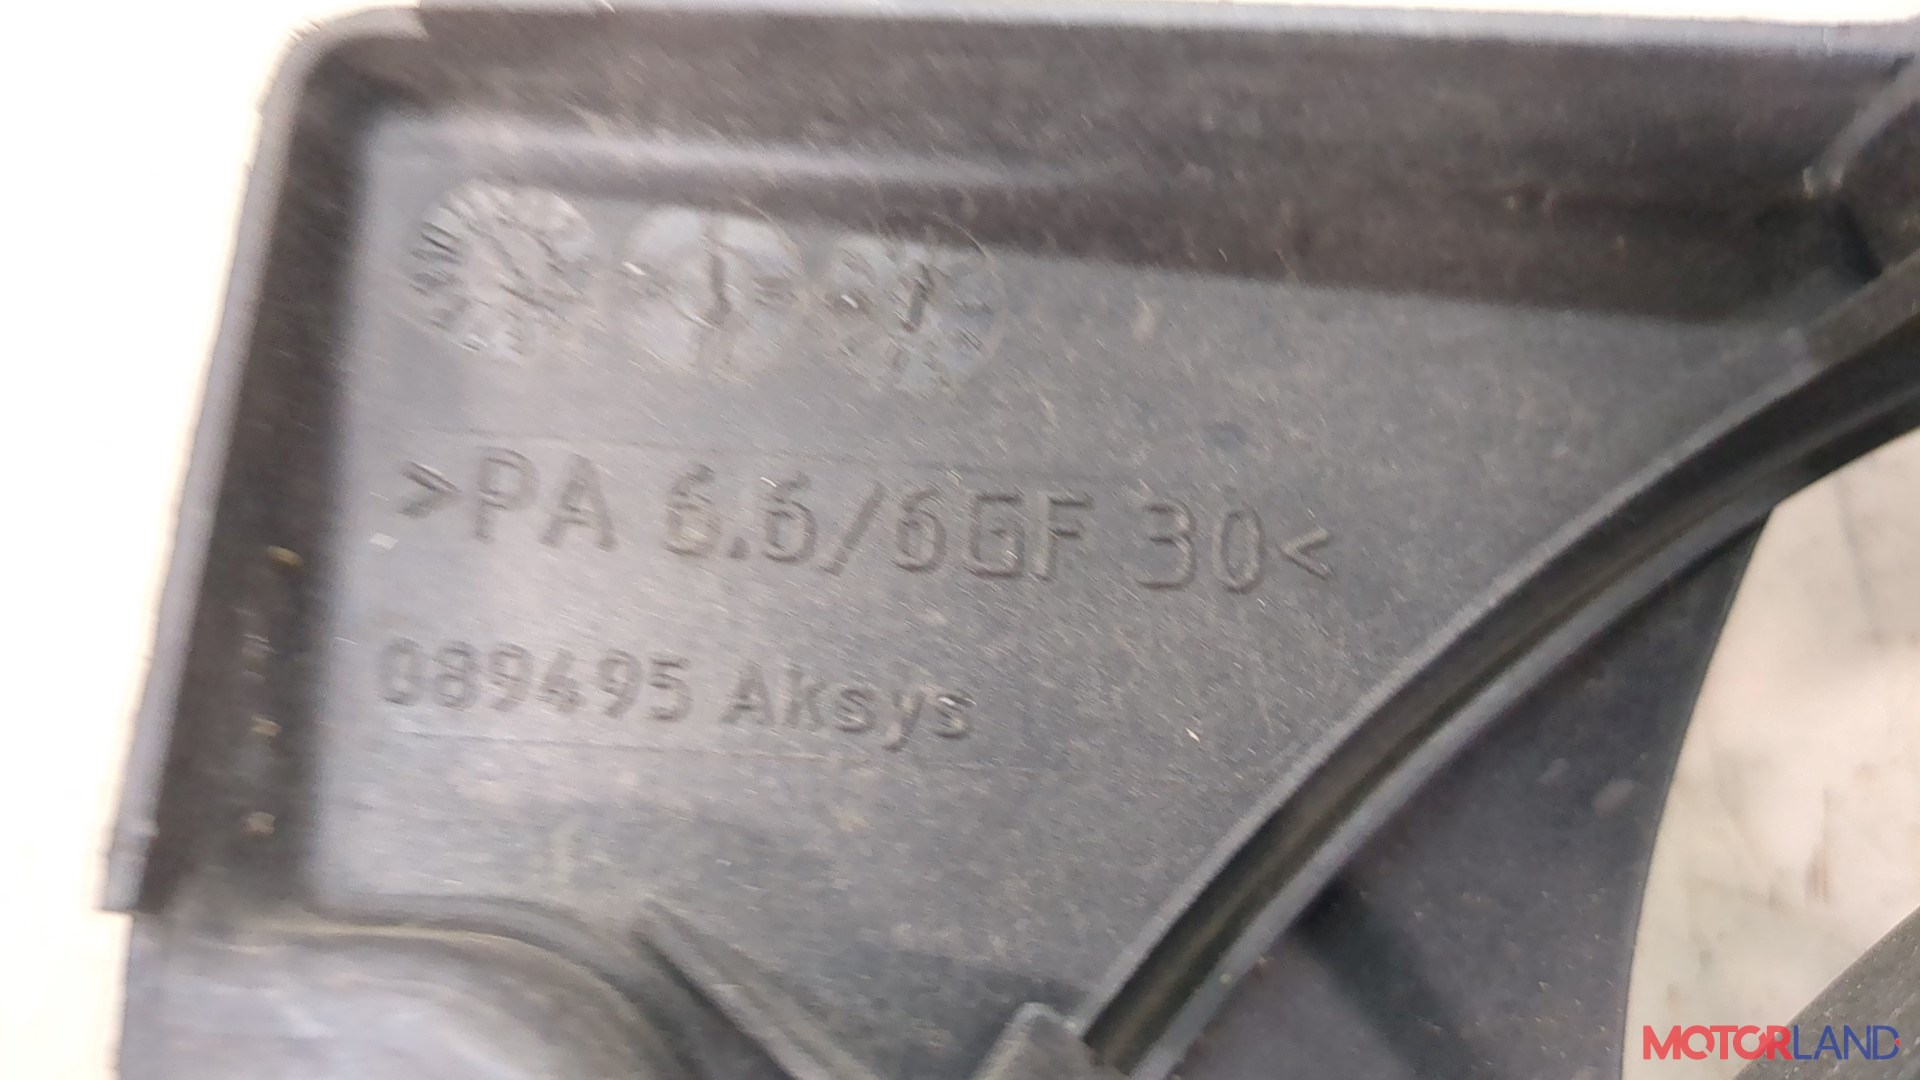 >PA 6.6/6GF 30<
089495 Aksys
MOTORLAND